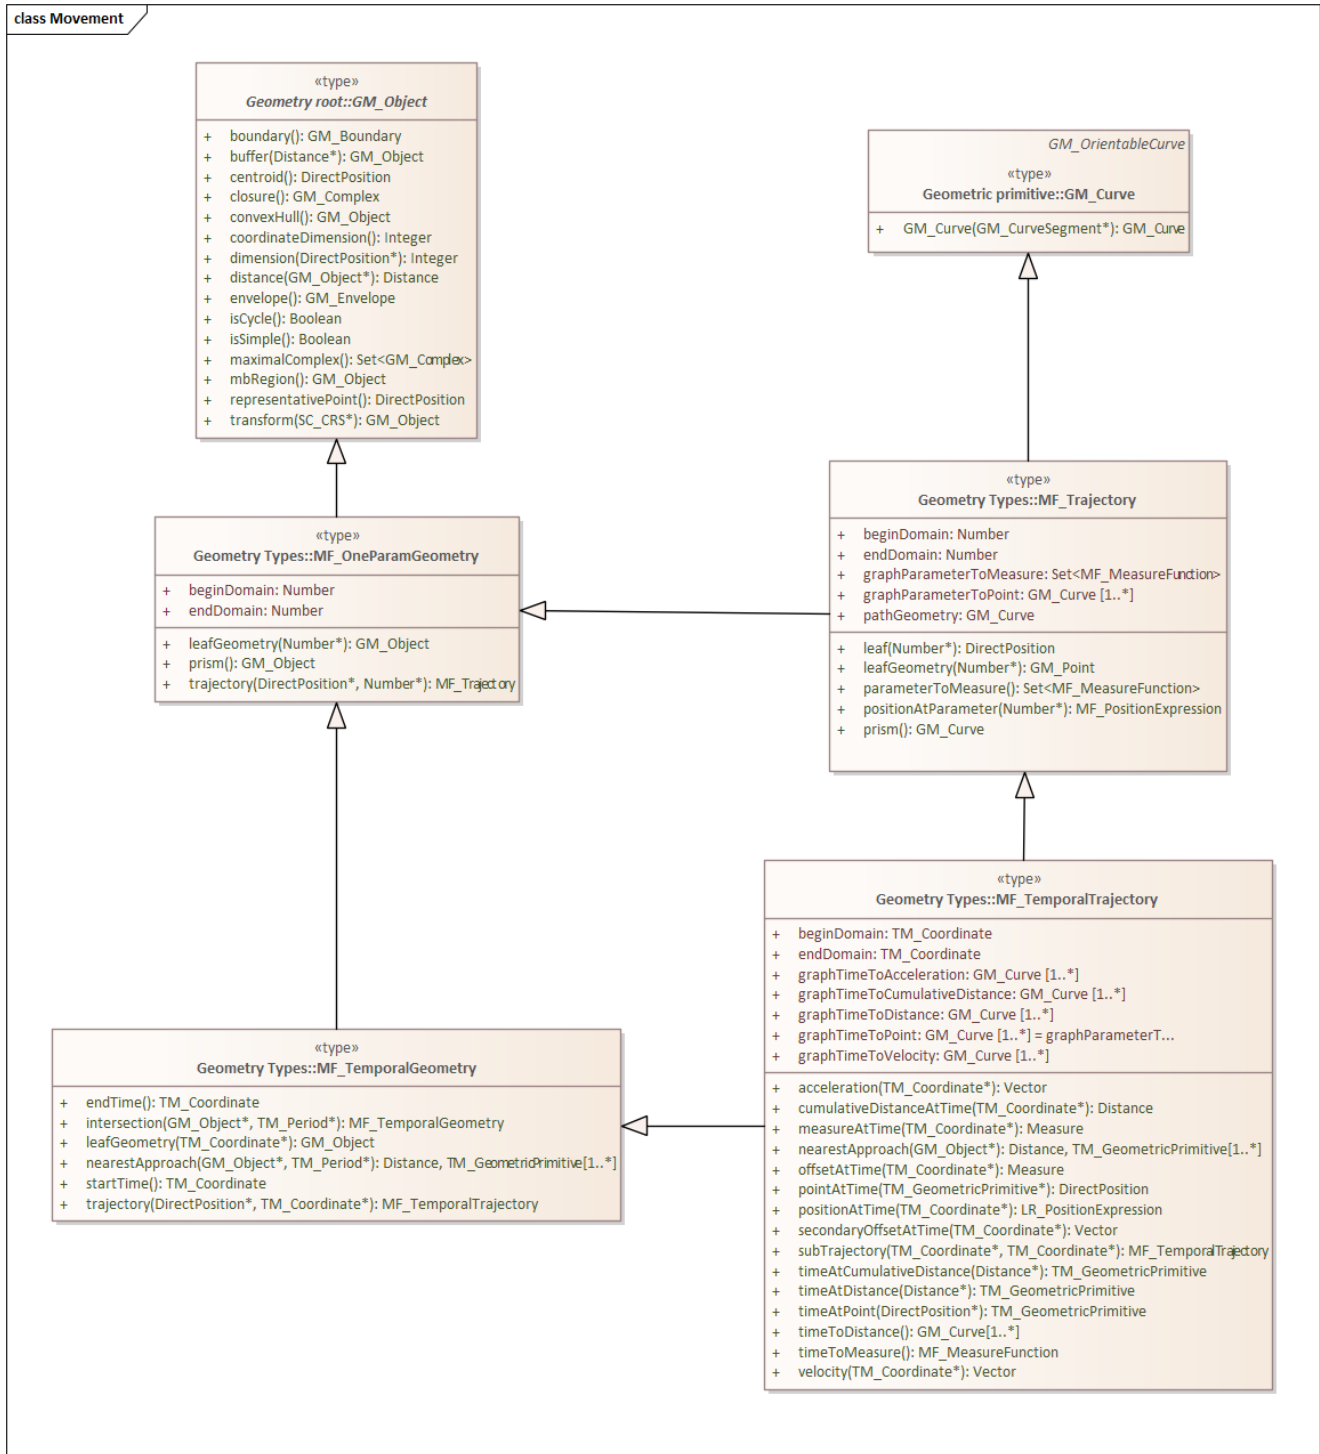 class Movement
«type»
Geometry root::GM_Object
+ boundary(): GM_Boundary
+ buffer(Distance*): GM_Object
+ centroid(): DirectPosition
+ closure(): GM_Complex
+ convexHull(): GM_Object
+ coordinateDimension(): Integer
+ dimension(DirectPosition*): Integer
+ distance(GM_Object*): Distance
+ envelope(): GM_Envelope
+ isCycle(): Boolean
+ isSimple(): Boolean
+ maximalComplex(): Set<GM_Complex>
+ mbRegion(): GM_Object
+ representativePoint(): DirectPosition
+ transform(SC_CRS*): GM_Object
GM_OrientableCurve
«type»
Geometric primitive::GM_Curve
+ GM_Curve(GM_CurveSegment*): GM_Curve
«type»
Geometry Types::MF_OneParamGeometry
+ beginDomain: Number
+ endDomain: Number
+ leafGeometry(Number*): GM_Object
+ prism(): GM_Object
+ trajectory(DirectPosition*, Number*): MF_Trajectory
«type»
Geometry Types::MF_Trajectory
+ beginDomain: Number
+ endDomain: Number
+ graphParameterToMeasure: Set<MF_MeasureFunction>
+ graphParameterToPoint: GM_Curve [1..*]
+ pathGeometry: GM_Curve
+ leaf(Number*): DirectPosition
+ leafGeometry(Number*): GM_Point
+ parameterToMeasure(): Set<MF_MeasureFunction>
+ positionAtParameter(Number*): MF_PositionExpression
+ prism(): GM_Curve
«type»
Geometry Types::MF_TemporalGeometry
+ endTime(): TM_Coordinate
+ intersection(GM_Object*, TM_Period*): MF_TemporalGeometry
+ leafGeometry(TM_Coordinate*): GM_Object
+ nearestApproach(GM_Object*, TM_Period*): Distance, TM_GeometricPrimitive[1..*]
+ startTime(): TM_Coordinate
+ trajectory(DirectPosition*, TM_Coordinate*): MF_TemporalTrajectory
«type»
Geometry Types::MF_TemporalTrajectory
+ beginDomain: TM_Coordinate
+ endDomain: TM_Coordinate
+ graphTimeToAcceleration: GM_Curve [1..*]
+ graphTimeToCumulativeDistance: GM_Curve [1..*]
+ graphTimeToDistance: GM_Curve [1..*]
+ graphTimeToPoint: GM_Curve [1..*] = graphParameterT...
+ graphTimeToVelocity: GM_Curve [1..*]
+ acceleration(TM_Coordinate*): Vector
+ cumulativeDistanceAtTime(TM_Coordinate*): Distance
+ measureAtTime(TM_Coordinate*): Measure
+ nearestApproach(GM_Object*): Distance, TM_GeometricPrimitive[1..*]
+ offsetAtTime(TM_Coordinate*): Measure
+ pointAtTime(TM_GeometricPrimitive*): DirectPosition
+ positionAtTime(TM_Coordinate*): LR_PositionExpression
+ secondaryOffsetAtTime(TM_Coordinate*): Vector
+ subTrajectory(TM_Coordinate*, TM_Coordinate*): MF_TemporalTrajectory
+ timeAtCumulativeDistance(Distance*): TM_GeometricPrimitive
+ timeAtDistance(Distance*): TM_GeometricPrimitive
+ timeAtPoint(DirectPosition*): TM_GeometricPrimitive
+ timeToDistance(): GM_Curve[1..*]
+ timeToMeasure(): MF_MeasureFunction
+ velocity(TM_Coordinate*): Vector